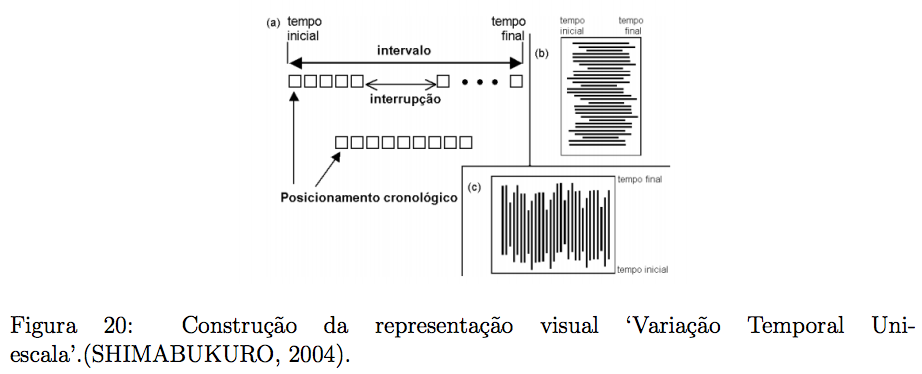 (a) tempo inicial
tempo final
intervalo
interrupção
Posicionamento cronológico
tempo inicial
tempo final
(b)
(c)
tempo final
tempo inicial
Figura 20: Construção da representação visual ‘Variação Temporal Uni-
escala’.(SHIMABUKURO, 2004).